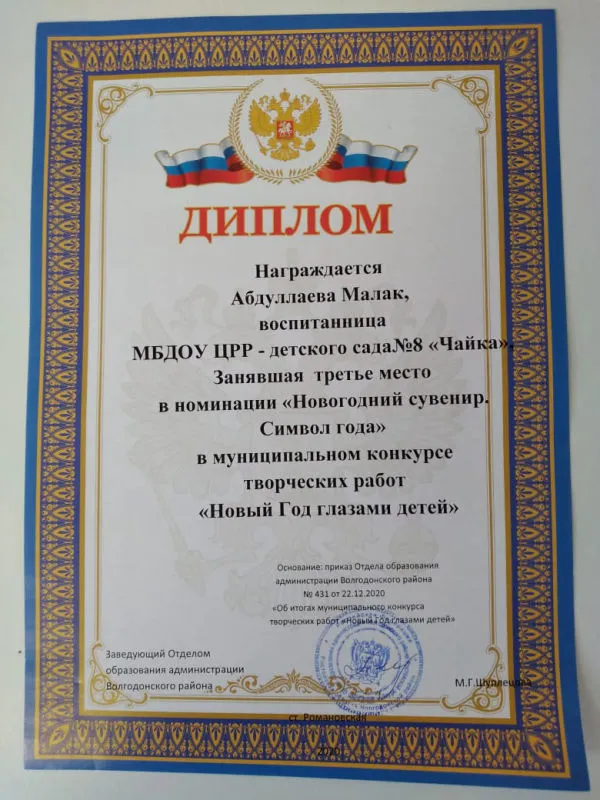 ДИПЛОМ
Награждается
Абдуллаева Малак,
воспитанница
МБДОУ ЦРР - детского сада№8 «Чайка».
Занявшая третье место
в номинации «Новогодний сувенир.
Символ года»
в муниципальном конкурсе
творческих работ
«Новый Год глазами детей»
Основание: приказ Отдела образования
администрации Волгодонского района
№ 431 от 22.12.2020
«Об итогах муниципального конкурса
творческих работ «Новый Год глазами детей»
Заведующий Отделом
образования администрации
Волгодонского района
М.Г.Шуплецова
ст. Романовская
2020